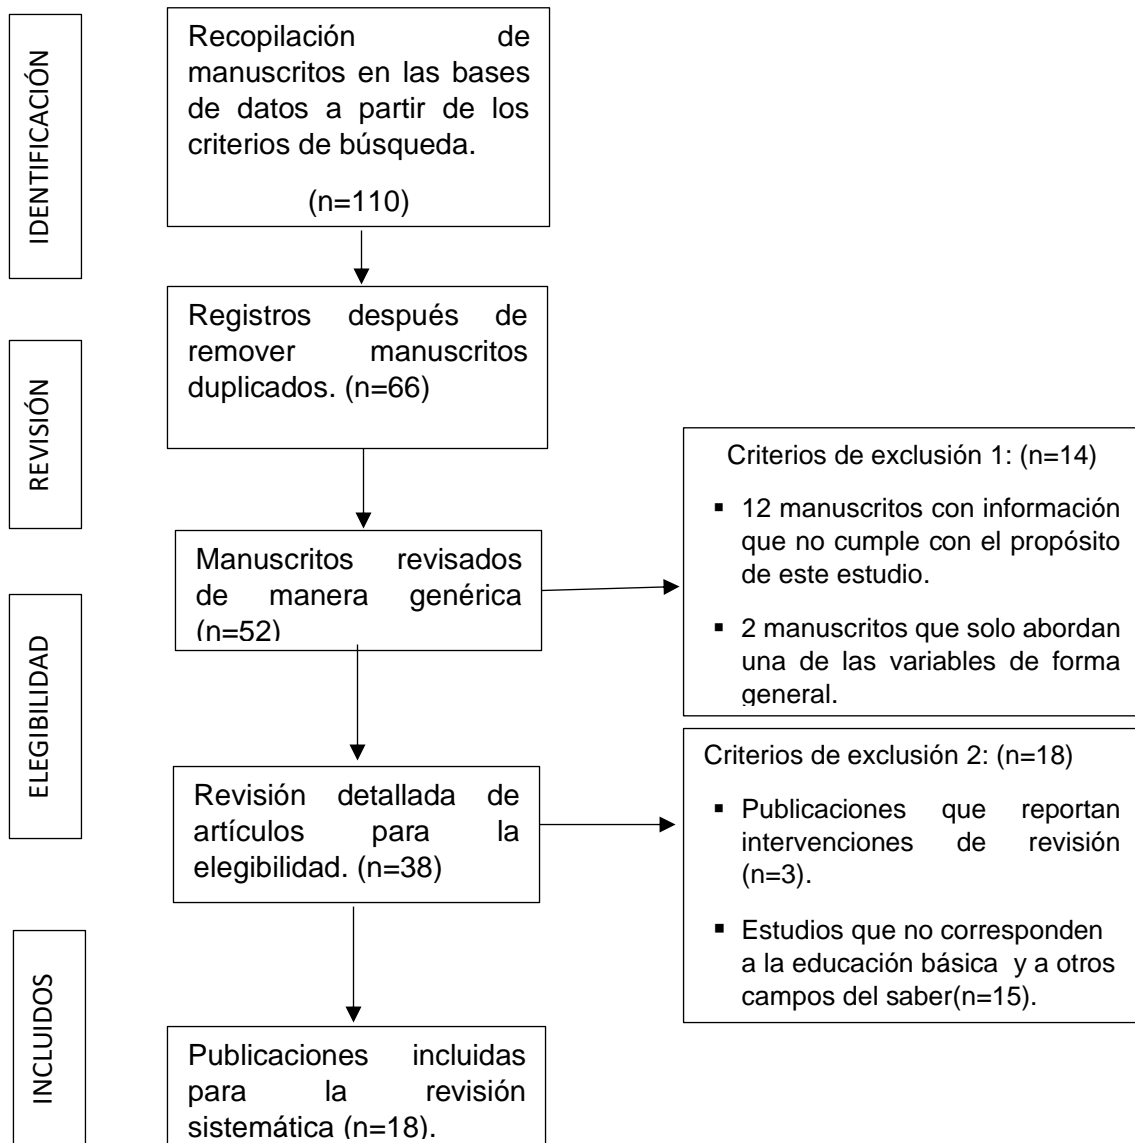 IDENTIFICACIÓN
Recopilación de
manuscritos en las bases
de datos a partir de los
criterios de búsqueda.
(n=110)
REVISIÓN
Registros después de
remover manuscritos
duplicados. (n=66)
Manuscritos revisados
de manera genérica
(n=52)
Criterios de exclusión 1: (n=14)
▪ 12 manuscritos con información
que no cumple con el propósito
de este estudio.
▪ 2 manuscritos que solo abordan
una de las variables de forma
general.
ELEGIBILIDAD
Revisión detallada de
artículos para la
elegibilidad. (n=38)
Criterios de exclusión 2: (n=18)
▪ Publicaciones que reportan
intervenciones de revisión
(n=3).
▪ Estudios que no corresponden
a la educación básica y a otros
campos del saber(n=15).
INCLUIDOS
Publicaciones incluidas
para la revisión
sistemática (n=18).